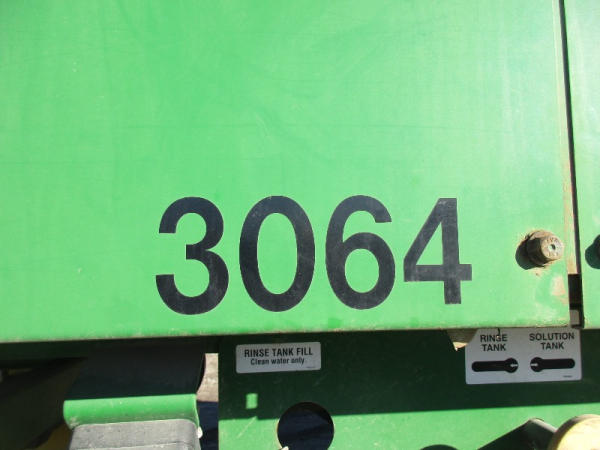 3064
RINSE TANK FILL
Clean water only.
RINSE SOLUTION
TANK TANK